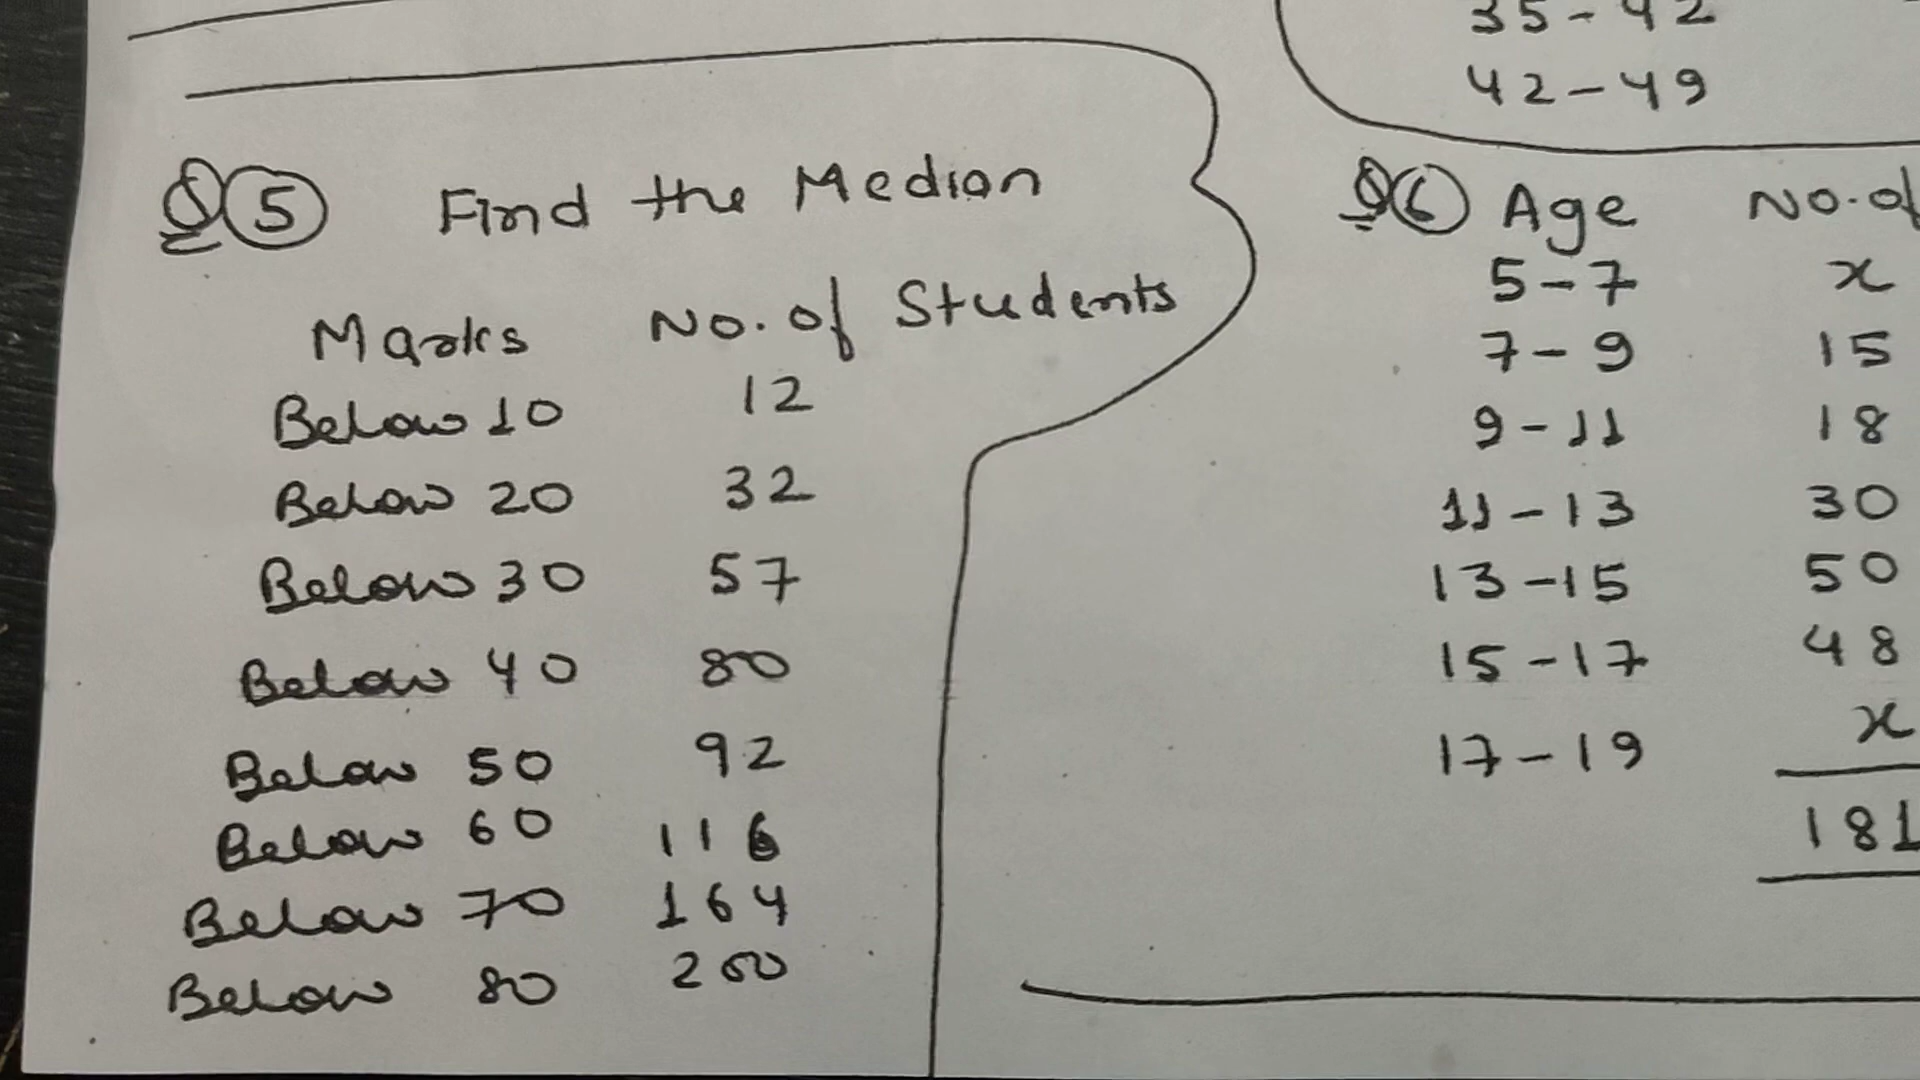 35-42
42-49
Q5 Find the Median
Marks No. of Students
Below 10 12
Below 20 32
Below 30 57
Below 40 80
Below 50 92
Below 60 116
Below 70 164
Below 80 200
Q6 Age No. of
5-7 x
7-9 15
9-11 18
11-13 30
13-15 50
15-17 48
17-19 x
181